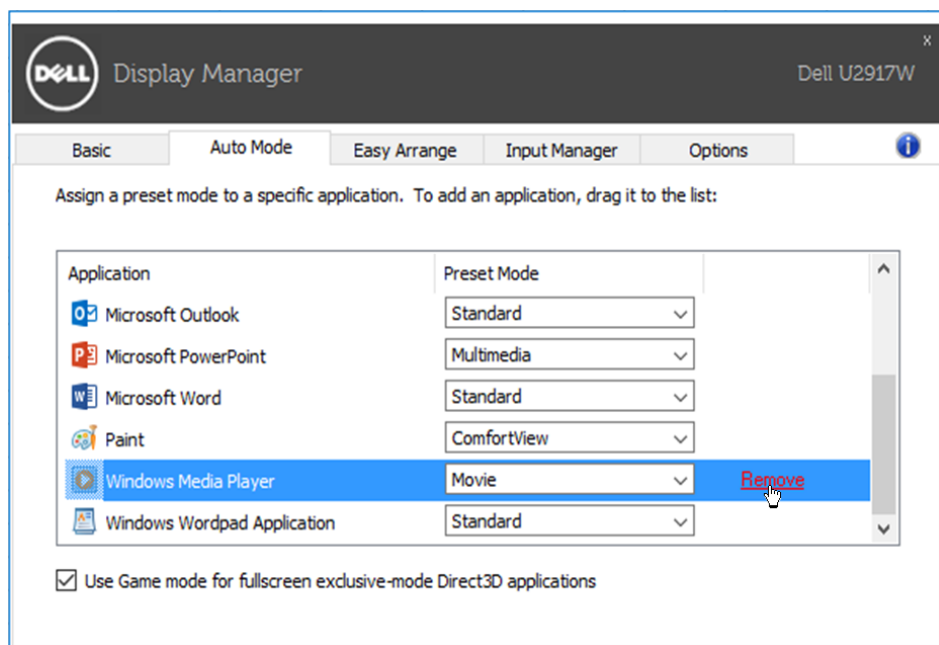 x
DELL Display Manager Dell U2917W
Basic Auto Mode Easy Arrange Input Manager Options
Assign a preset mode to a specific application. To add an application, drag it to the list:
Application Preset Mode
Microsoft Outlook Standard
Microsoft PowerPoint Multimedia
Microsoft Word Standard
Paint ComfortView
Windows Media Player Movie Remove
Windows Wordpad Application Standard
Use Game mode for fullscreen exclusive-mode Direct3D applications